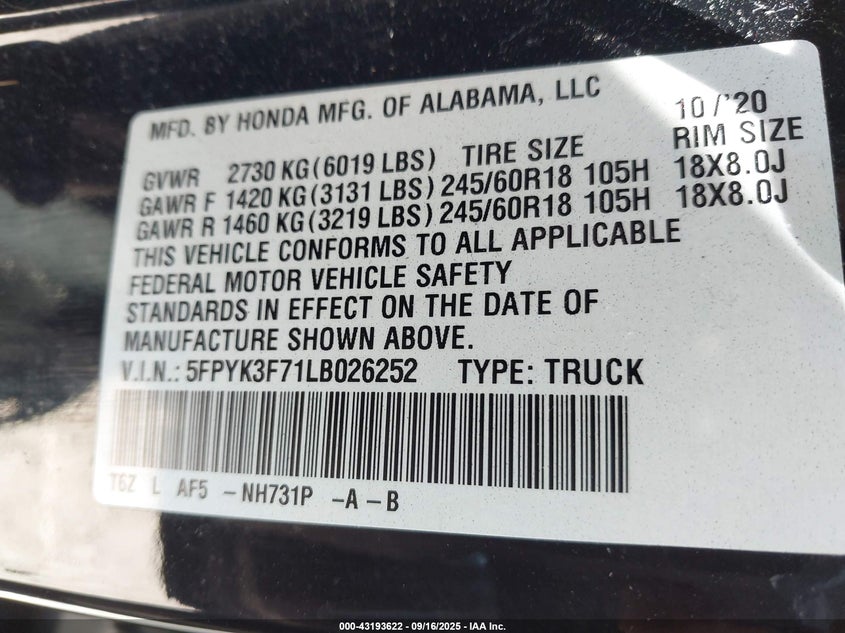 MFD. BY HONDA MFG. OF ALABAMA, LLC 10/'20
GVWR 2730 KG(6019 LBS) TIRE SIZE RIM SIZE
GAWR F 1420 KG(3131 LBS) 245/60R18 105H 18X8.0J
GAWR R 1460 KG(3219 LBS) 245/60R18 105H 18X8.0J
THIS VEHICLE CONFORMS TO ALL APPLICABLE
FEDERAL MOTOR VEHICLE SAFETY
STANDARDS IN EFFECT ON THE DATE OF
MANUFACTURE SHOWN ABOVE.
V.I.N.: 5FPYK3F71LB026252 TYPE: TRUCK
T6Z L AF5 -NH731P -A-B
000-43193622 - 09/16/2025 - IAA Inc.